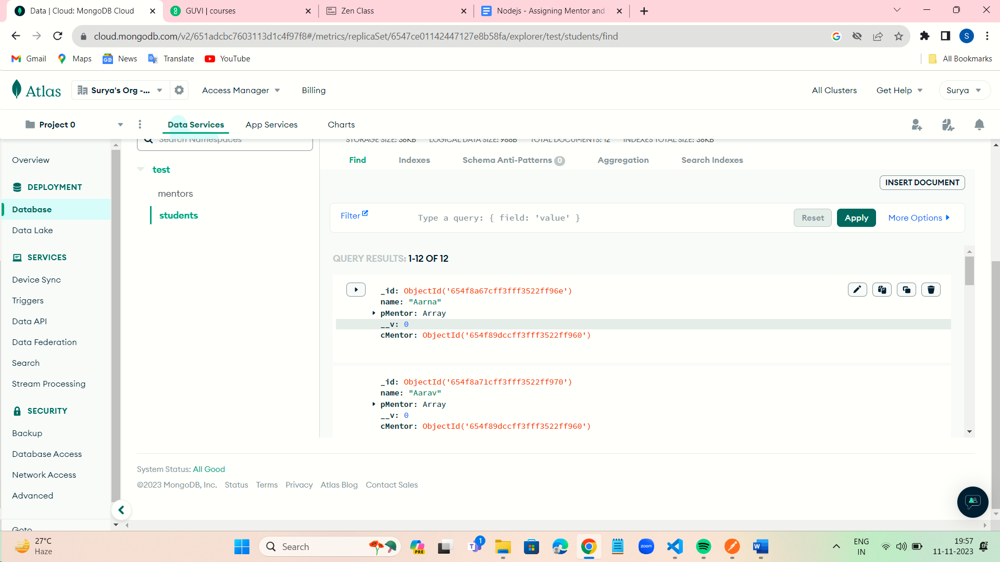 Data | Cloud: MongoDB Cloud
GUVI | courses
Zen Class
Nodejs - Assigning Mentor and
cloud.mongodb.com/v2/651adcbc7603113d1c4f97f8#/metrics/replicaSet/6547ce01142447127e8b58fa/explorer/test/students/find
S
Gmail
Maps
News
Translate
YouTube
All Bookmarks
Atlas
Surya's Org -...
Access Manager
Billing
All Clusters
Get Help
Surya
Project 0
Data Services
App Services
Charts
Search Namespaces
STORAGE SIZE: 36KB LOGICAL DATA SIZE: 988B TOTAL DOCUMENTS: 12 INDEXES TOTAL SIZE: 36KB
Overview
DEPLOYMENT
Database
Data Lake
SERVICES
Device Sync
Triggers
Data API
Data Federation
Search
Stream Processing
SECURITY
Backup
Database Access
Network Access
Advanced
Goto
test
mentors
students
Find
Indexes
Schema Anti-Patterns 0
Aggregation
Search Indexes
INSERT DOCUMENT
Filter
Type a query: { field: 'value' }
Reset
Apply
More Options
QUERY RESULTS: 1-12 OF 12
_id: ObjectId('654f8a67cff3fff3522ff96e')
name: "Aarna"
pMentor: Array
__v: 0
cMentor: ObjectId('654f89dccff3fff3522ff960')
_id: ObjectId('654f8a71cff3fff3522ff970')
name: "Aarav"
pMentor: Array
__v: 0
cMentor: ObjectId('654f89dccff3fff3522ff960')
System Status: All Good
©2023 MongoDB, Inc. Status Terms Privacy Atlas Blog Contact Sales
27°C
Haze
Search
PRE
1
zoom
ENG
IN
19:57
11-11-2023